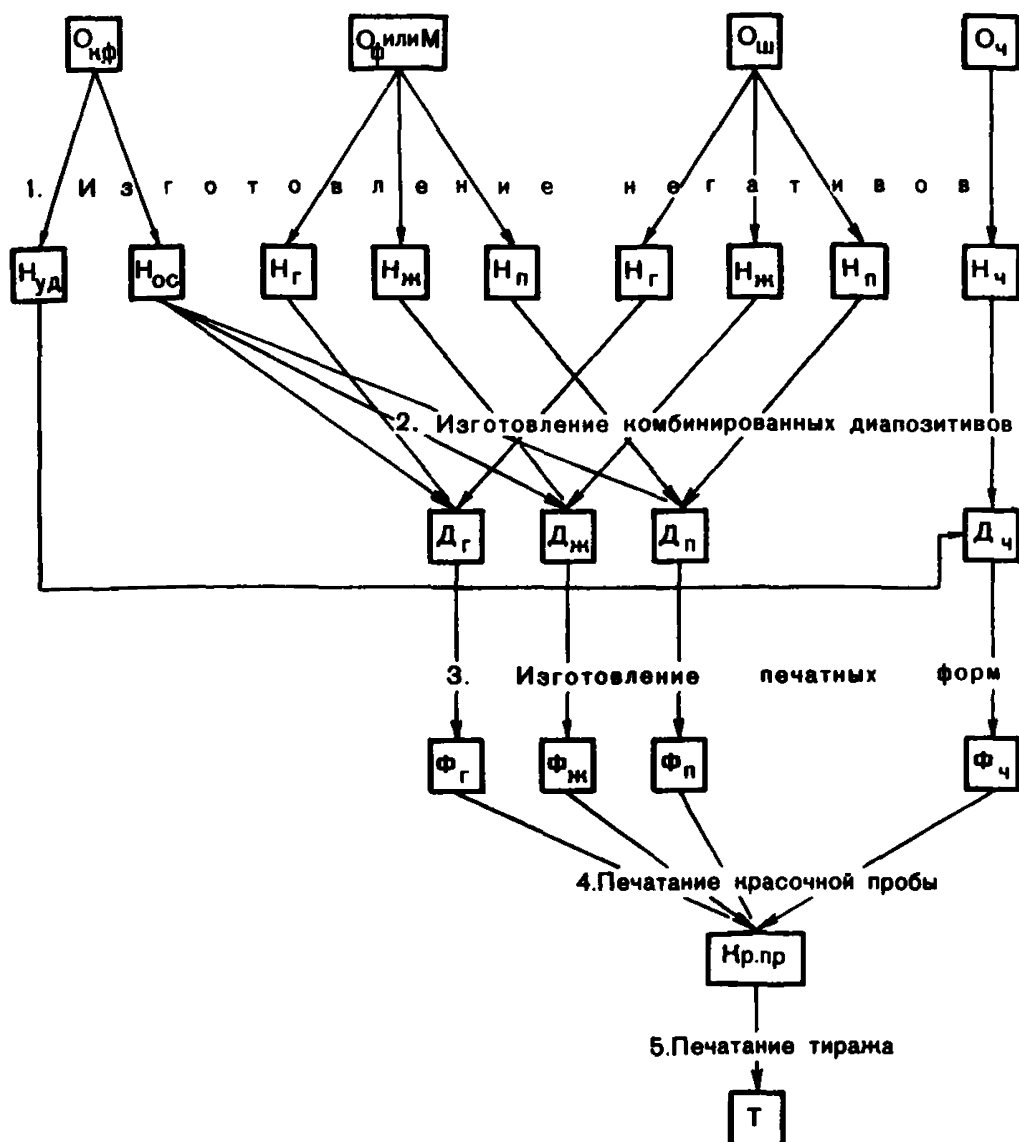 Онф Оф или М Ош Оч
1. Изготовление негативов
Нуд Нос Нг Нж Нп Нг Нж Нп Нч
2. Изготовление комбинированных диапозитивов
Дг Дж Дп Дч
3. Изготовление печатных форм
Фг Фж Фп Фч
4.Печатание красочной пробы
Кр.пр
5.Печатание тиража
Т